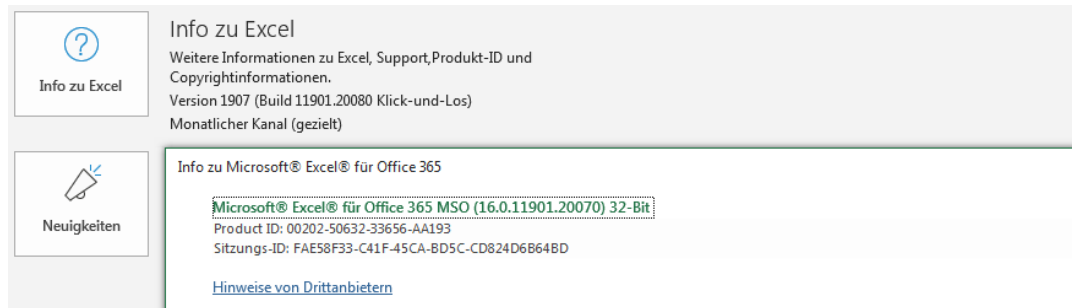 Info zu Excel
Info zu Excel
Weitere Informationen zu Excel, Support,Produkt-ID und
Copyrightinformationen.
Version 1907 (Build 11901.20080 Klick-und-Los)
Monatlicher Kanal (gezielt)
Neuigkeiten
Info zu Microsoft® Excel® für Office 365
Microsoft® Excel® für Office 365 MSO (16.0.11901.20070) 32-Bit
Product ID: 00202-50632-33656-AA193
Sitzungs-ID: FAE58F33-C41F-45CA-BD5C-CD824D6B64BD
Hinweise von Drittanbietern